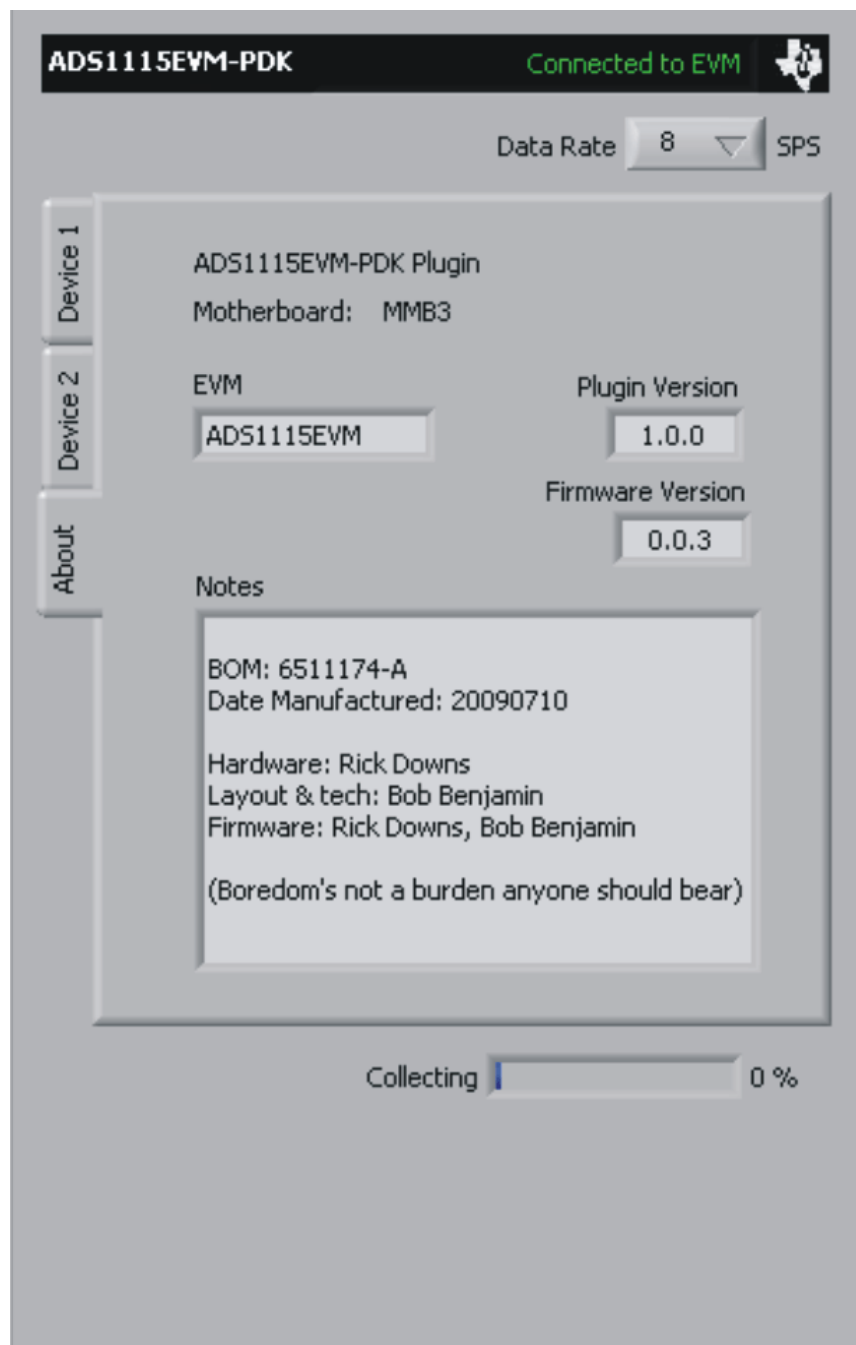 ADS1115EVM-PDK Connected to EVM
Data Rate 8 SPS
Device 1
Device 2
About
ADS1115EVM-PDK Plugin
Motherboard: MMB3
EVM Plugin Version
ADS1115EVM 1.0.0
Firmware Version
0.0.3
Notes
BOM: 6511174-A
Date Manufactured: 20090710
Hardware: Rick Downs
Layout & tech: Bob Benjamin
Firmware: Rick Downs, Bob Benjamin
(Boredom's not a burden anyone should bear)
Collecting 0 %